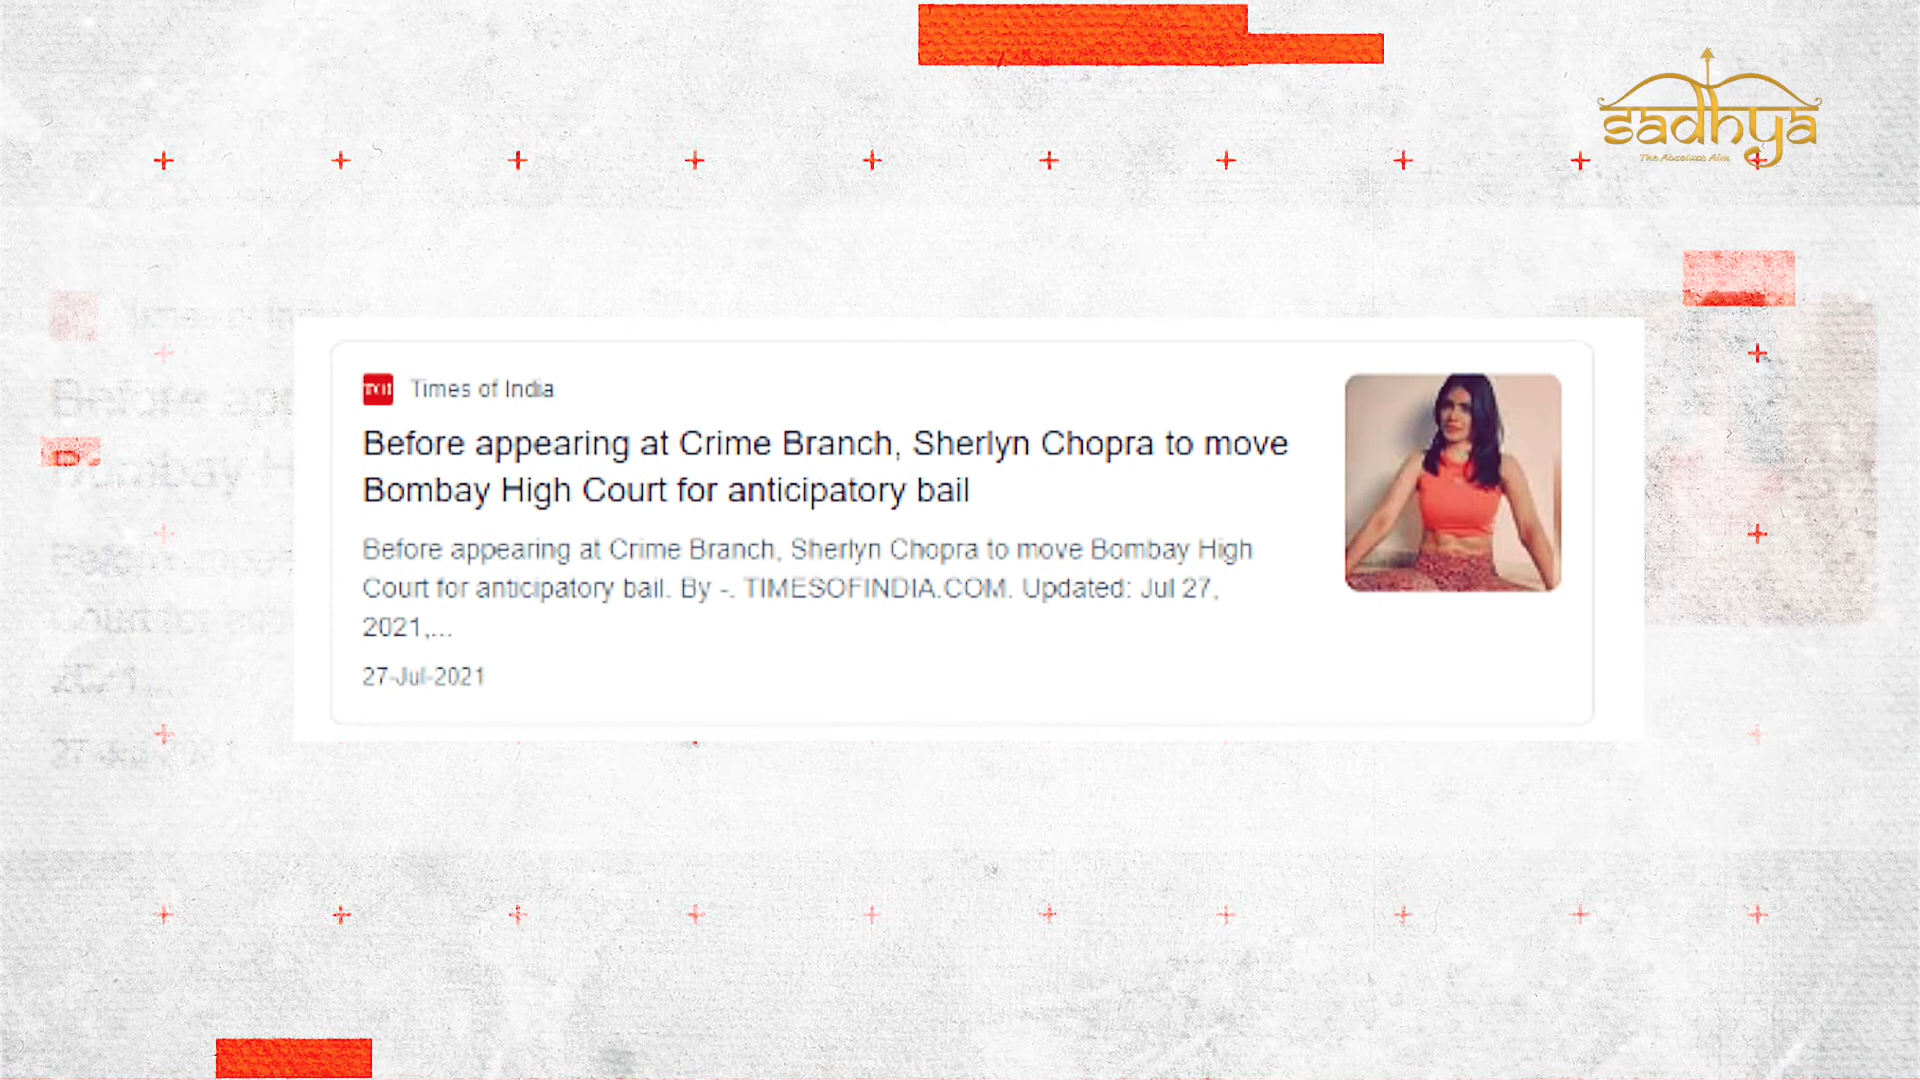 sadhya
The Absolute Aim
TOI Times of India
Before appearing at Crime Branch, Sherlyn Chopra to move
Bombay High Court for anticipatory bail
Before appearing at Crime Branch, Sherlyn Chopra to move Bombay High
Court for anticipatory bail. By -. TIMESOFINDIA.COM. Updated: Jul 27,
2021,...
27-Jul-2021